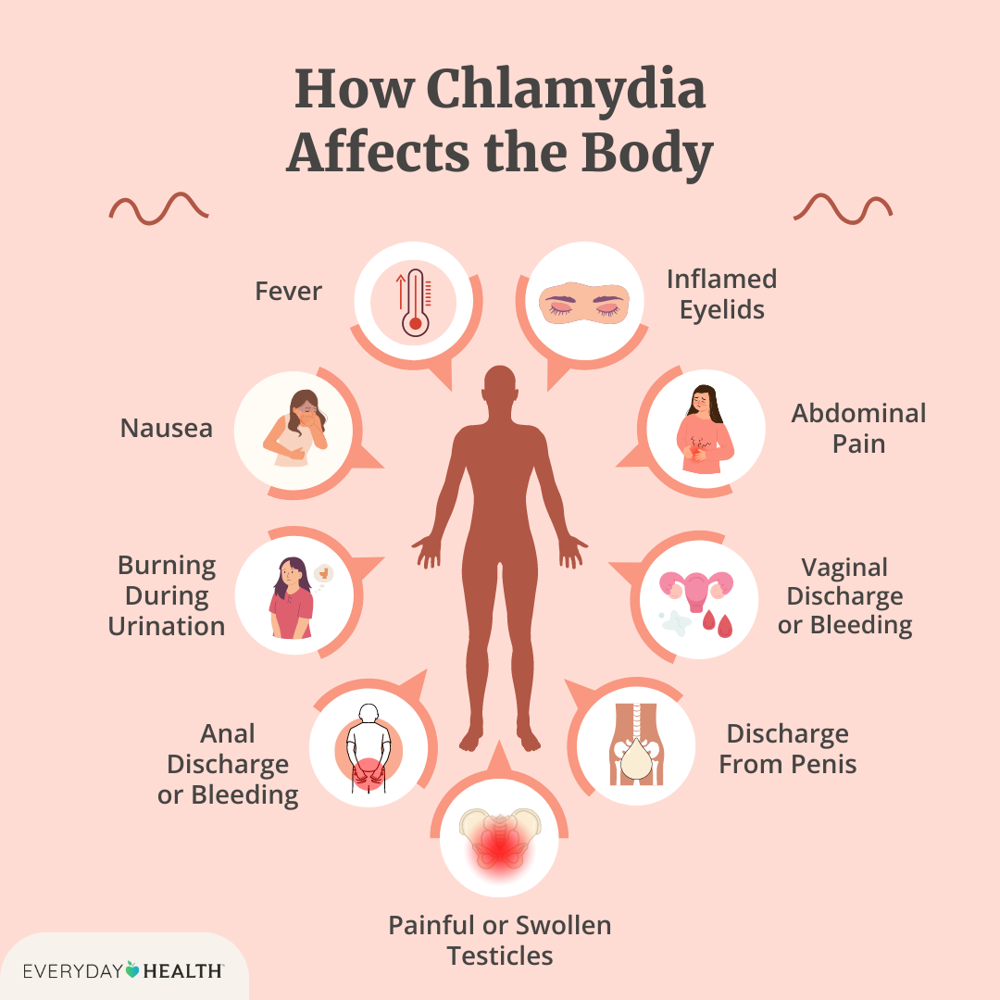 How Chlamydia
Affects the Body
Fever
Inflamed
Eyelids
Nausea
Abdominal
Pain
Burning
During
Urination
Vaginal
Discharge
or Bleeding
Anal
Discharge
or Bleeding
Discharge
From Penis
Painful or Swollen
Testicles
EVERYDAY HEALTH